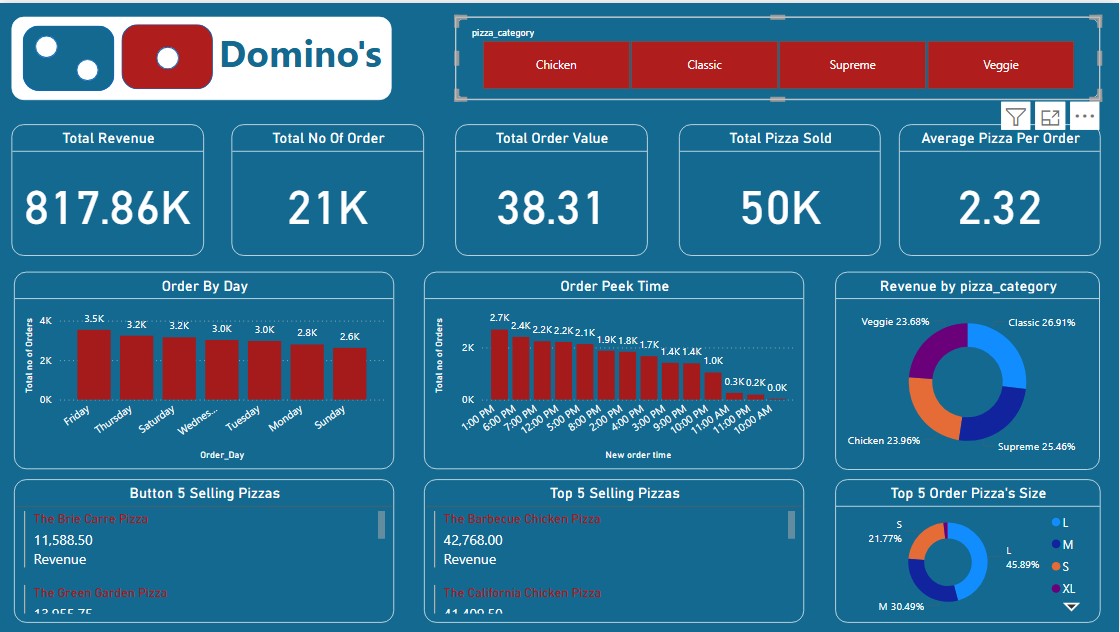 Domino's
pizza_category
Chicken
Classic
Supreme
Veggie
Total Revenue
817.86K
Total No Of Order
21K
Total Order Value
38.31
Total Pizza Sold
50K
Average Pizza Per Order
2.32
Order By Day
Total no of Orders
4K
2K
0K
3.5K
3.2K
3.2K
3.0K
3.0K
2.8K
2.6K
Friday
Thursday
Saturday
Wednes...
Tuesday
Monday
Sunday
Order_Day
Order Peek Time
Total no of Orders
2K
0K
2.7K
2.4K
2.2K
2.2K
2.1K
1.9K
1.8K
1.7K
1.4K
1.4K
1.0K
0.3K
0.2K
0.0K
1:00 PM
6:00 PM
7:00 PM
12:00 PM
5:00 PM
8:00 PM
2:00 PM
4:00 PM
3:00 PM
9:00 PM
10:00 PM
11:00 AM
11:00 PM
10:00 AM
New order time
Revenue by pizza_category
Veggie 23.68%
Classic 26.91%
Chicken 23.96%
Supreme 25.46%
Button 5 Selling Pizzas
The Brie Carre Pizza
11,588.50
Revenue
The Green Garden Pizza
13,955.75
Top 5 Selling Pizzas
The Barbecue Chicken Pizza
42,768.00
Revenue
The California Chicken Pizza
41,409.50
Top 5 Order Pizza's Size
S
21.77%
L
45.89%
M 30.49%
L
M
S
XL